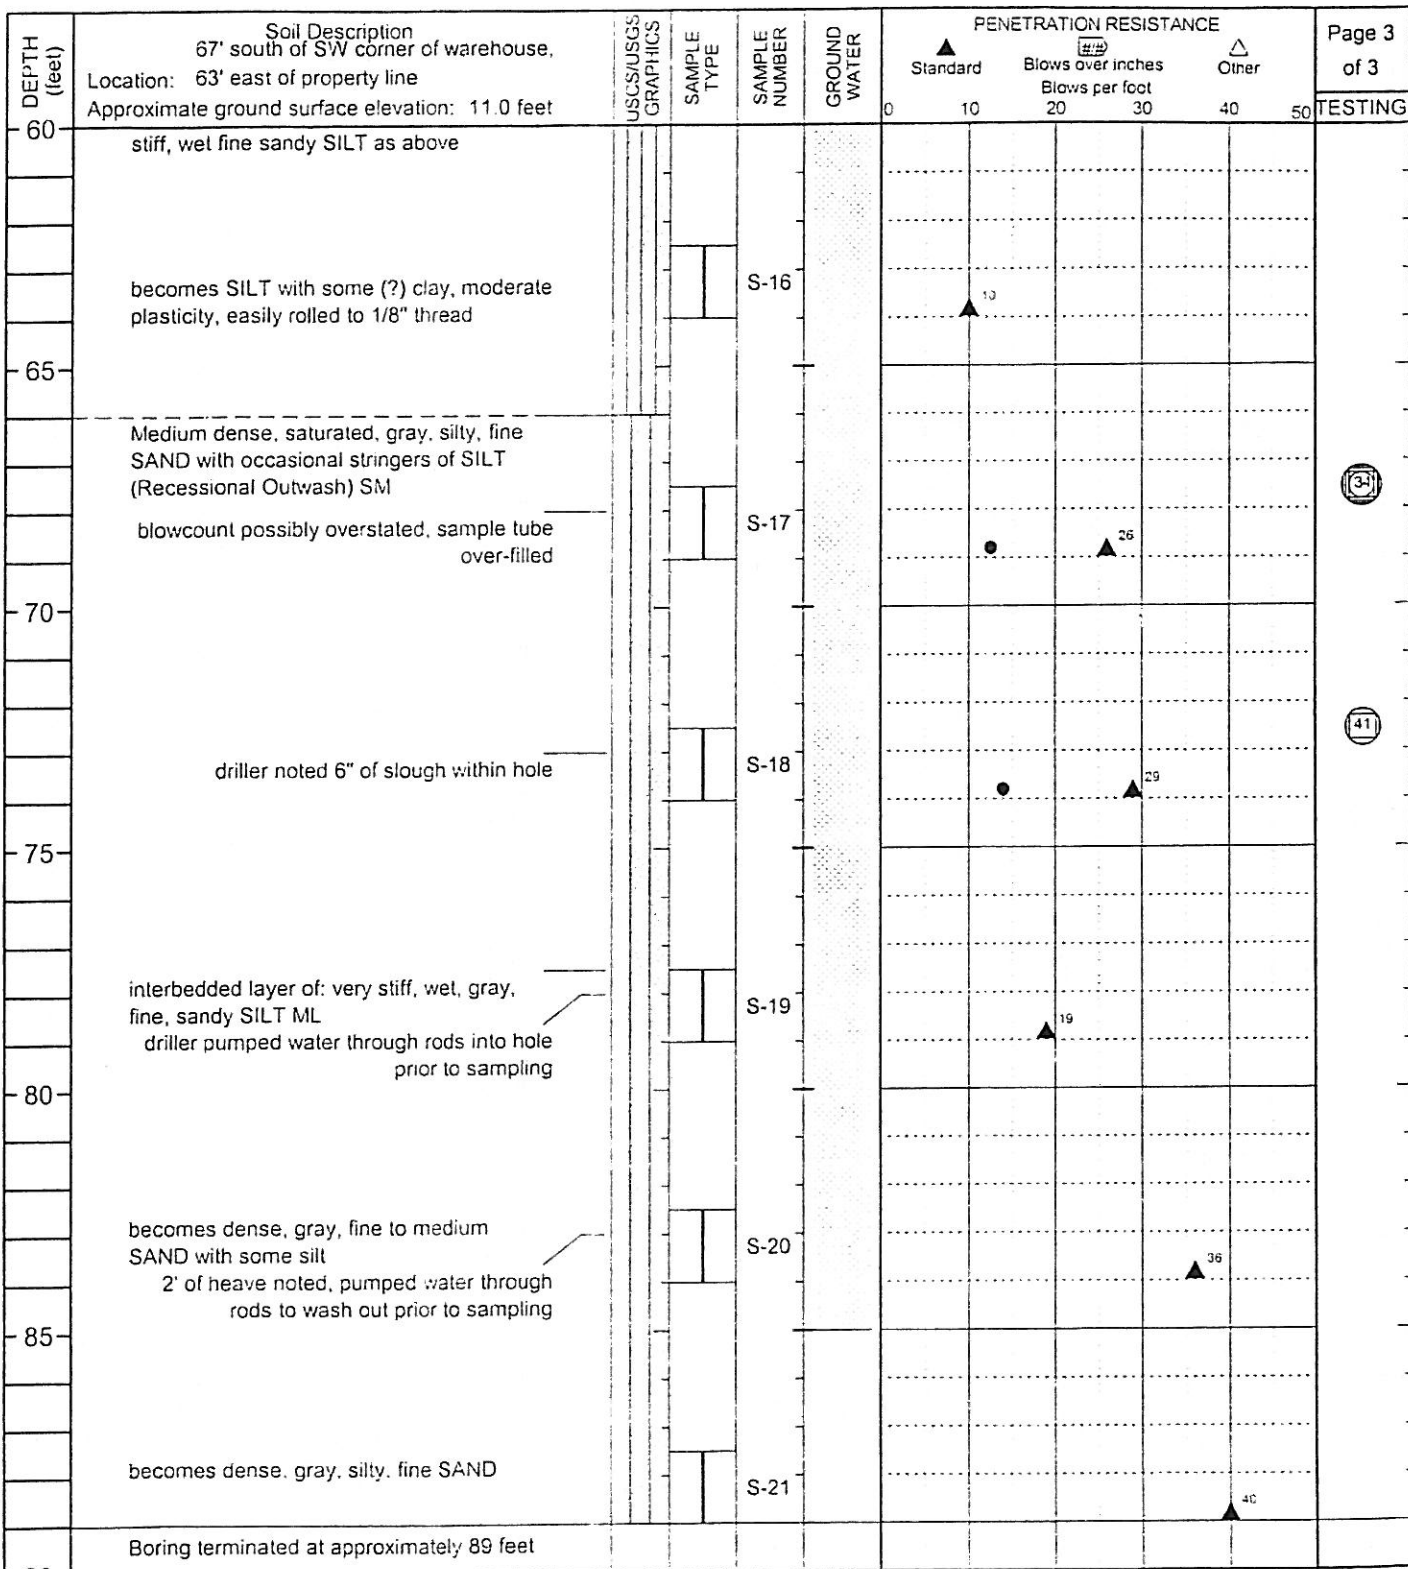 DEPTH
(feet)
Soil Description
67' south of SW corner of warehouse,
Location: 63' east of property line
Approximate ground surface elevation: 11.0 feet
USCS/USGS
GRAPHICS
SAMPLE
TYPE
SAMPLE
NUMBER
GROUND
WATER
PENETRATION RESISTANCE
Standard
##
Blows over inches
Other
Blows per foot
0 10 20 30 40 50
Page 3
of 3
TESTING
60
stiff, wet fine sandy SILT as above
becomes SILT with some (?) clay, moderate
plasticity, easily rolled to 1/8" thread
S-16
10
65
Medium dense, saturated, gray, silty, fine
SAND with occasional stringers of SILT
(Recessional Outwash) SM
blowcount possibly overstated, sample tube
over-filled
S-17
26
70
driller noted 6" of slough within hole
S-18
29
41
75
interbedded layer of: very stiff, wet, gray,
fine, sandy SILT ML
driller pumped water through rods into hole
prior to sampling
S-19
19
80
becomes dense, gray, fine to medium
SAND with some silt
2' of heave noted, pumped water through
rods to wash out prior to sampling
S-20
36
85
becomes dense, gray, silty, fine SAND
S-21
40
Boring terminated at approximately 89 feet